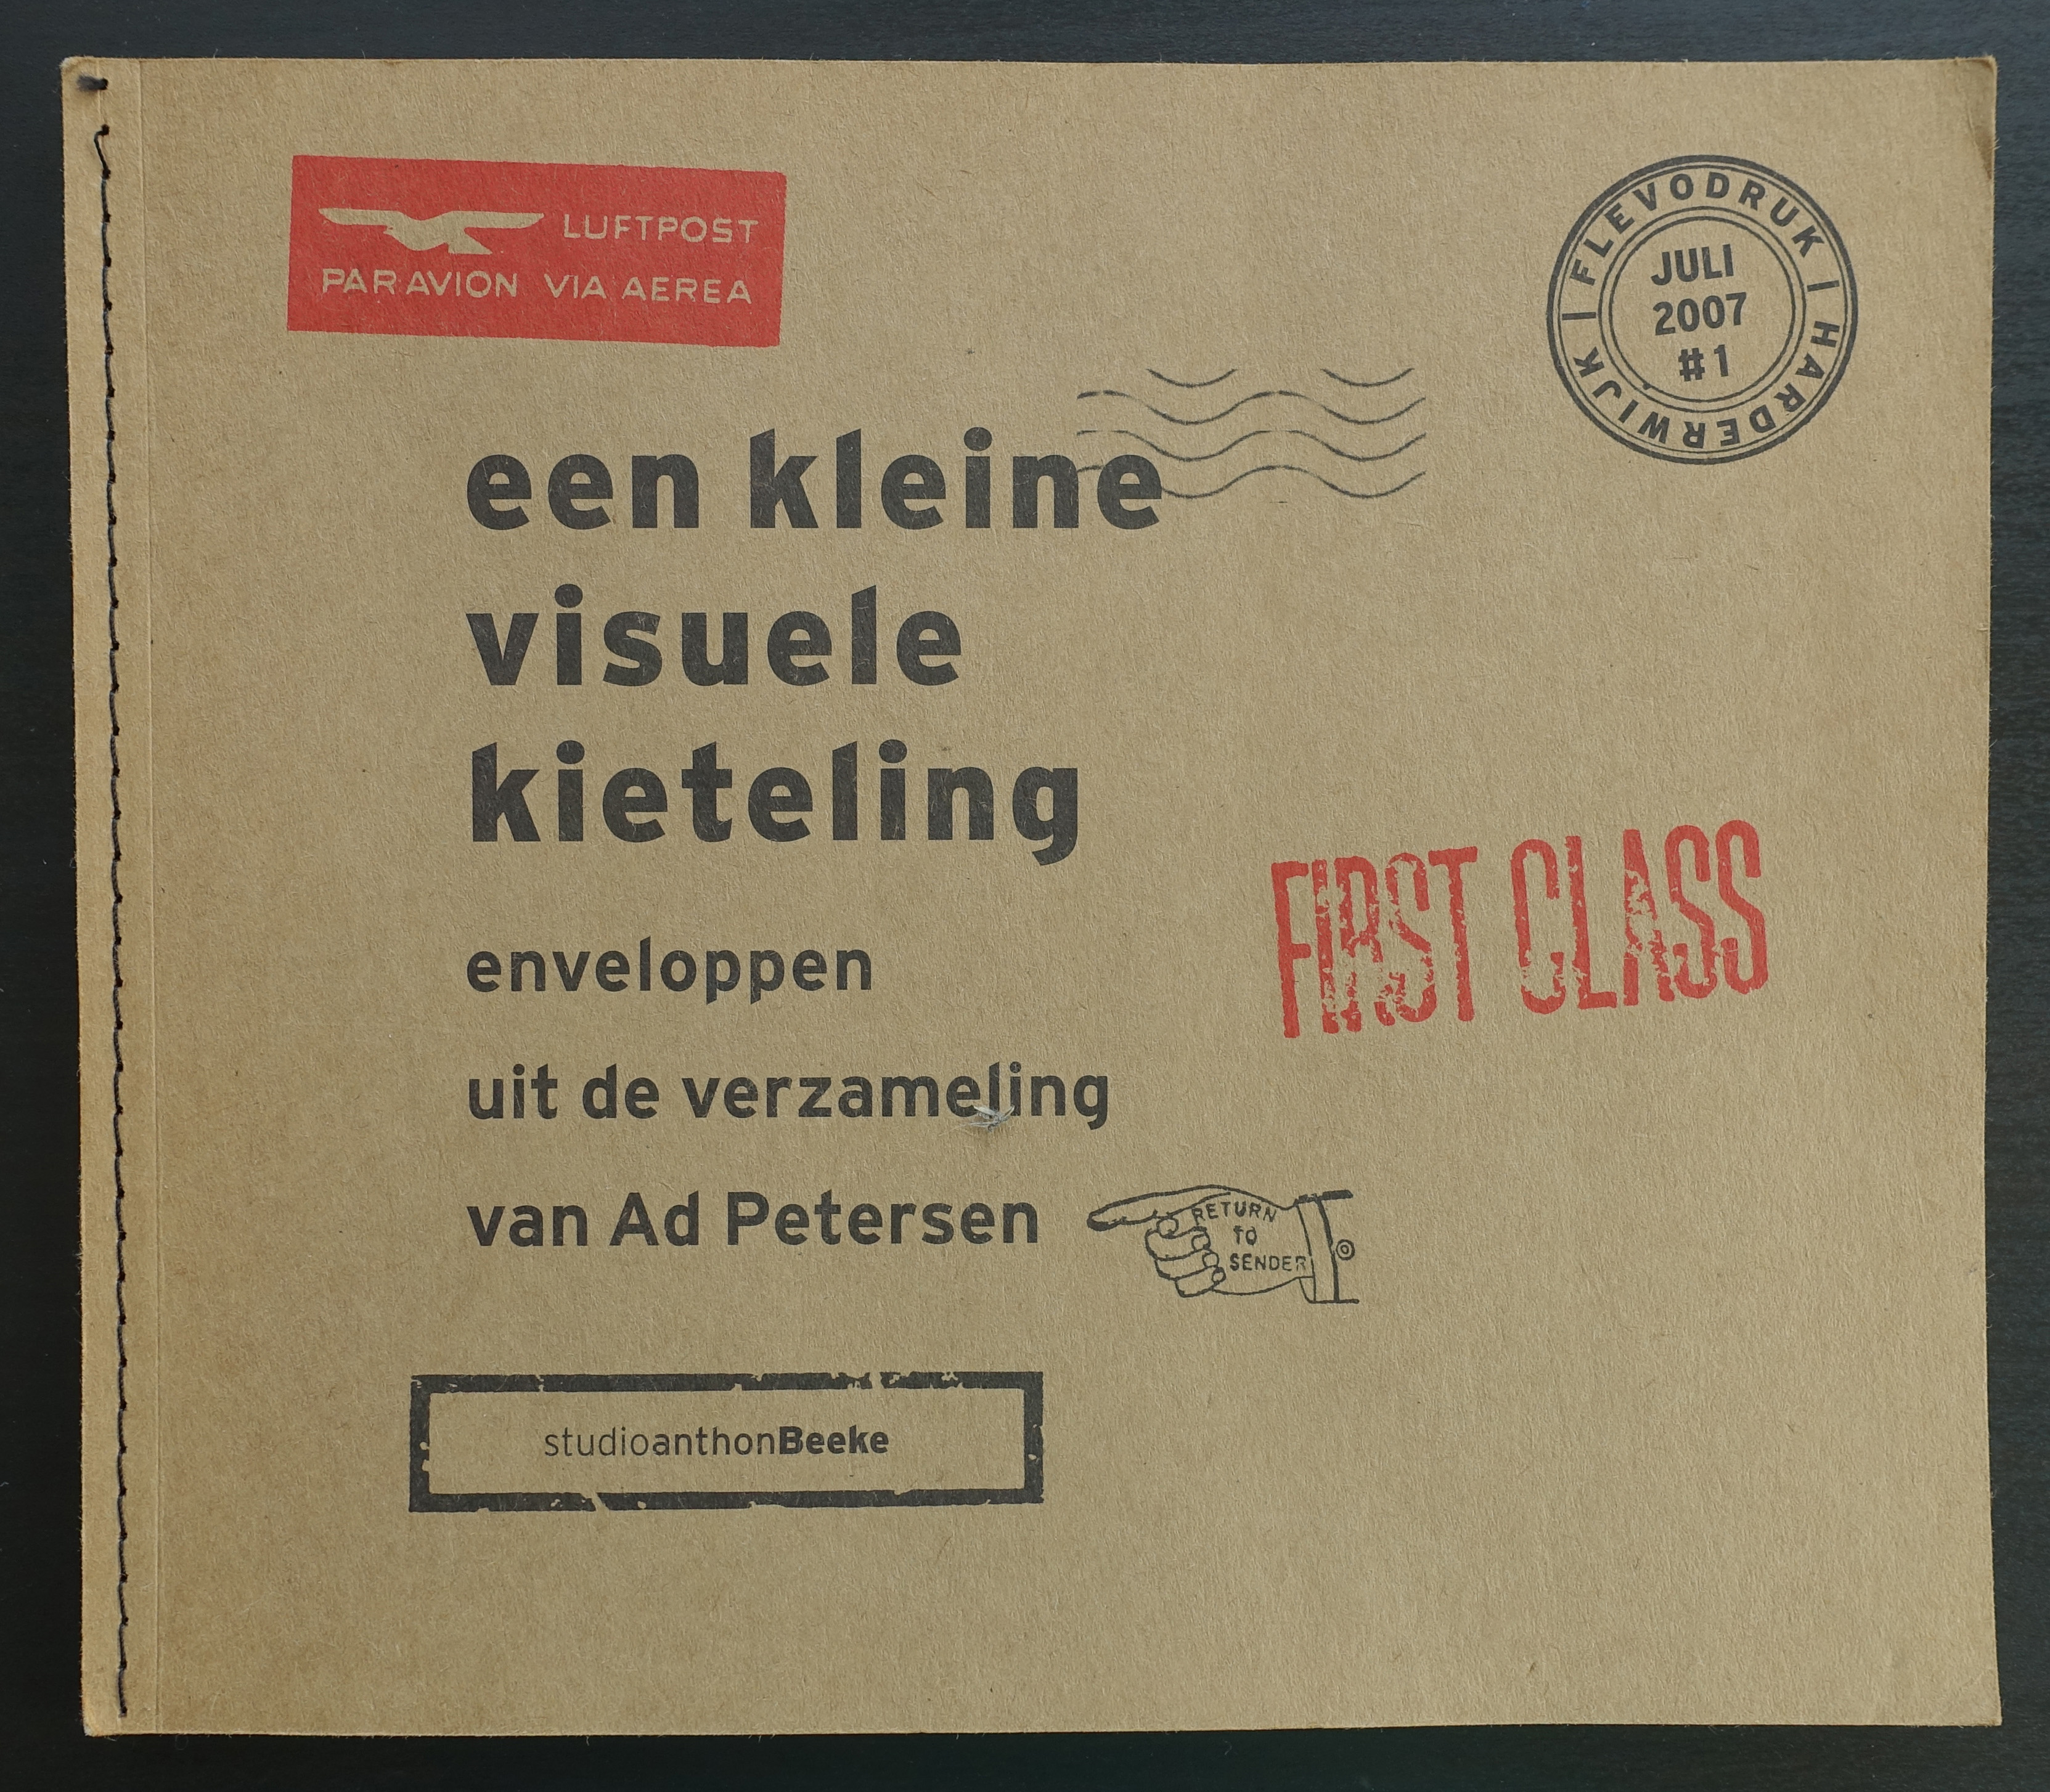 LUFTPOST
PAR AVION VIA AEREA
| FLEVODRUK | HARDERWIJK
JULI
2007
#1
een kleine
visuele
kieteling
FIRST CLASS
enveloppen
uit de verzameling
van Ad Petersen
RETURN
TO
SENDER
studioanthonBeeke